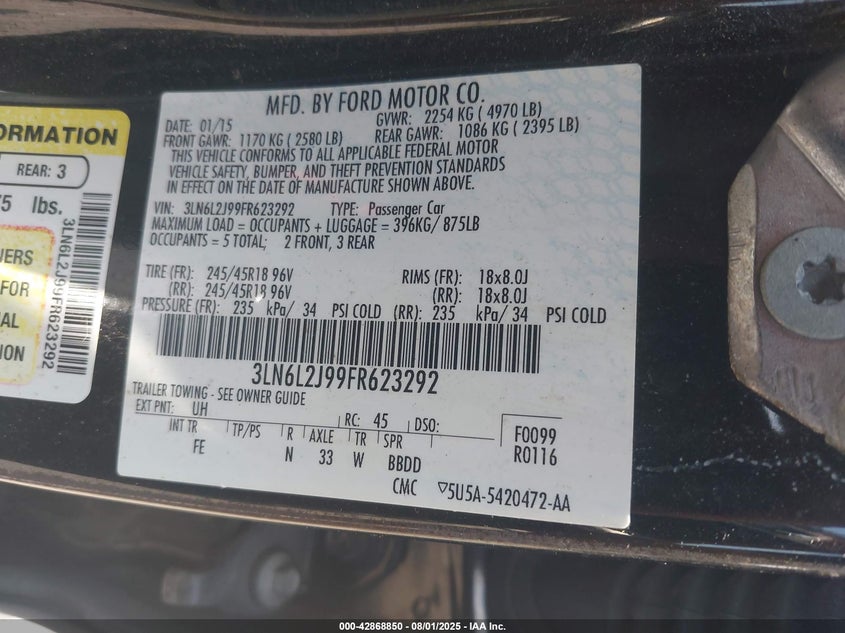 ORMATION
REAR: 3
75 lbs.
3LN6L2J99FR623292
MFD. BY FORD MOTOR CO.
DATE: 01/15
GVWR: 2254 KG ( 4970 LB)
FRONT GAWR: 1170 KG ( 2580 LB)
REAR GAWR: 1086 KG ( 2395 LB)
THIS VEHICLE CONFORMS TO ALL APPLICABLE FEDERAL MOTOR
VEHICLE SAFETY, BUMPER, AND THEFT PREVENTION STANDARDS
IN EFFECT ON THE DATE OF MANUFACTURE SHOWN ABOVE.
VIN: 3LN6L2J99FR623292 TYPE: Passenger Car
MAXIMUM LOAD = OCCUPANTS + LUGGAGE = 396KG/ 875LB
OCCUPANTS = 5 TOTAL; 2 FRONT, 3 REAR
TIRE (FR): 245/45R18 96V RIMS (FR): 18x8.0J
(RR): 245/45R18 96V (RR): 18x8.0J
PRESSURE (FR): 235 kPa/ 34 PSI COLD (RR): 235 kPa/ 34 PSI COLD
3LN6L2J99FR623292
TRAILER TOWING - SEE OWNER GUIDE
EXT PNT: UH RC: 45 DSO:
INT TR TP/PS R AXLE TR SPR F0099
FE N 33 W BBDD R0116
CMC ▽5U5A-5420472-AA
VERS
FOR
AL
ION
000-42868850 | 08/01/2025 - IAA Inc.